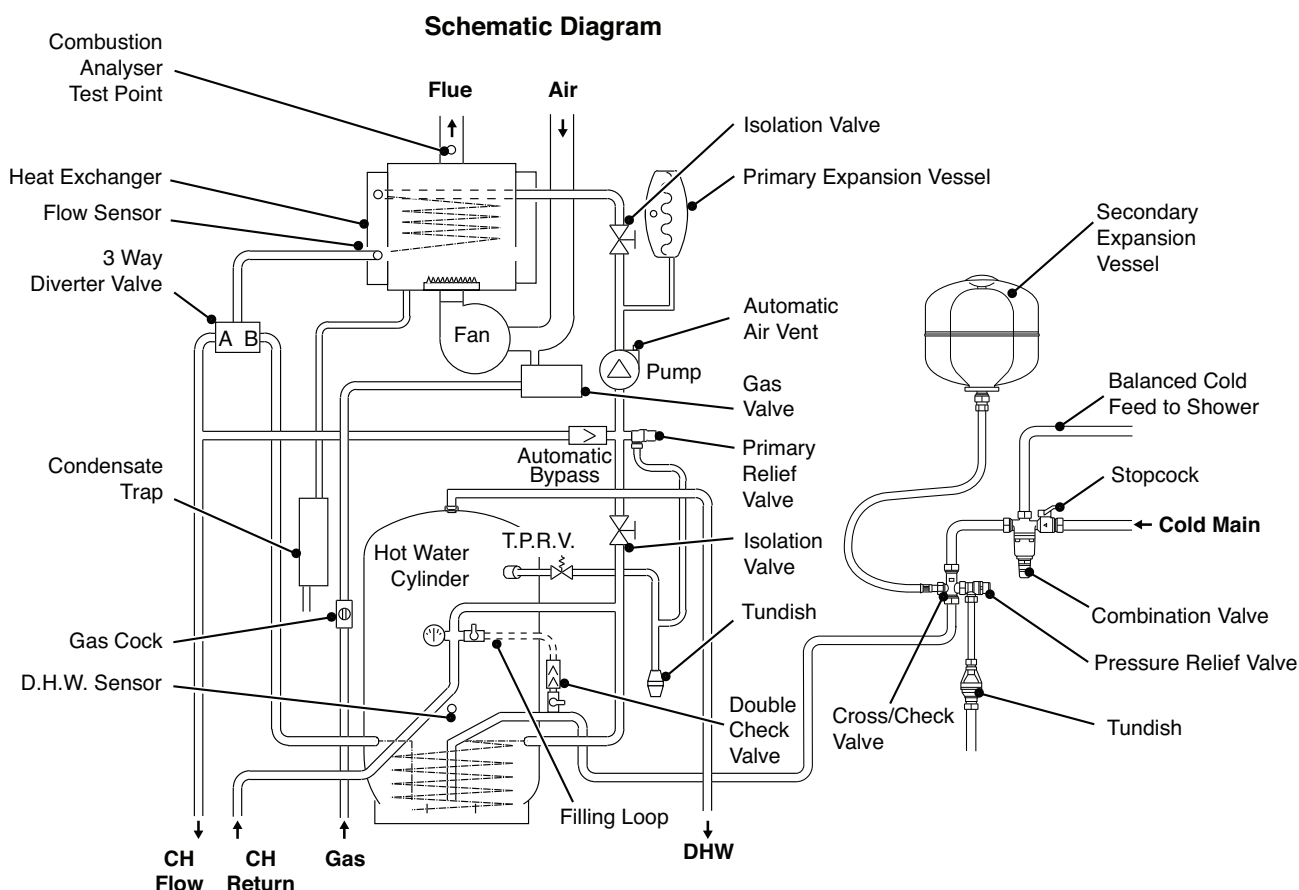 Schematic Diagram
Combustion
Analyser
Test Point
Flue
Air
Isolation Valve
Heat Exchanger
Primary Expansion Vessel
Flow Sensor
Secondary
Expansion
Vessel
3 Way
Diverter Valve
Automatic
Air Vent
A B
Fan
Pump
Gas
Valve
Balanced Cold
Feed to Shower
Condensate
Trap
Automatic
Bypass
Primary
Relief
Valve
Stopcock
Cold Main
Hot Water
Cylinder
T.P.R.V.
Isolation
Valve
Combination Valve
Gas Cock
Tundish
Pressure Relief Valve
D.H.W. Sensor
Double
Check
Valve
Cross/Check
Valve
Tundish
Filling Loop
CH
Flow
CH
Return
Gas
DHW